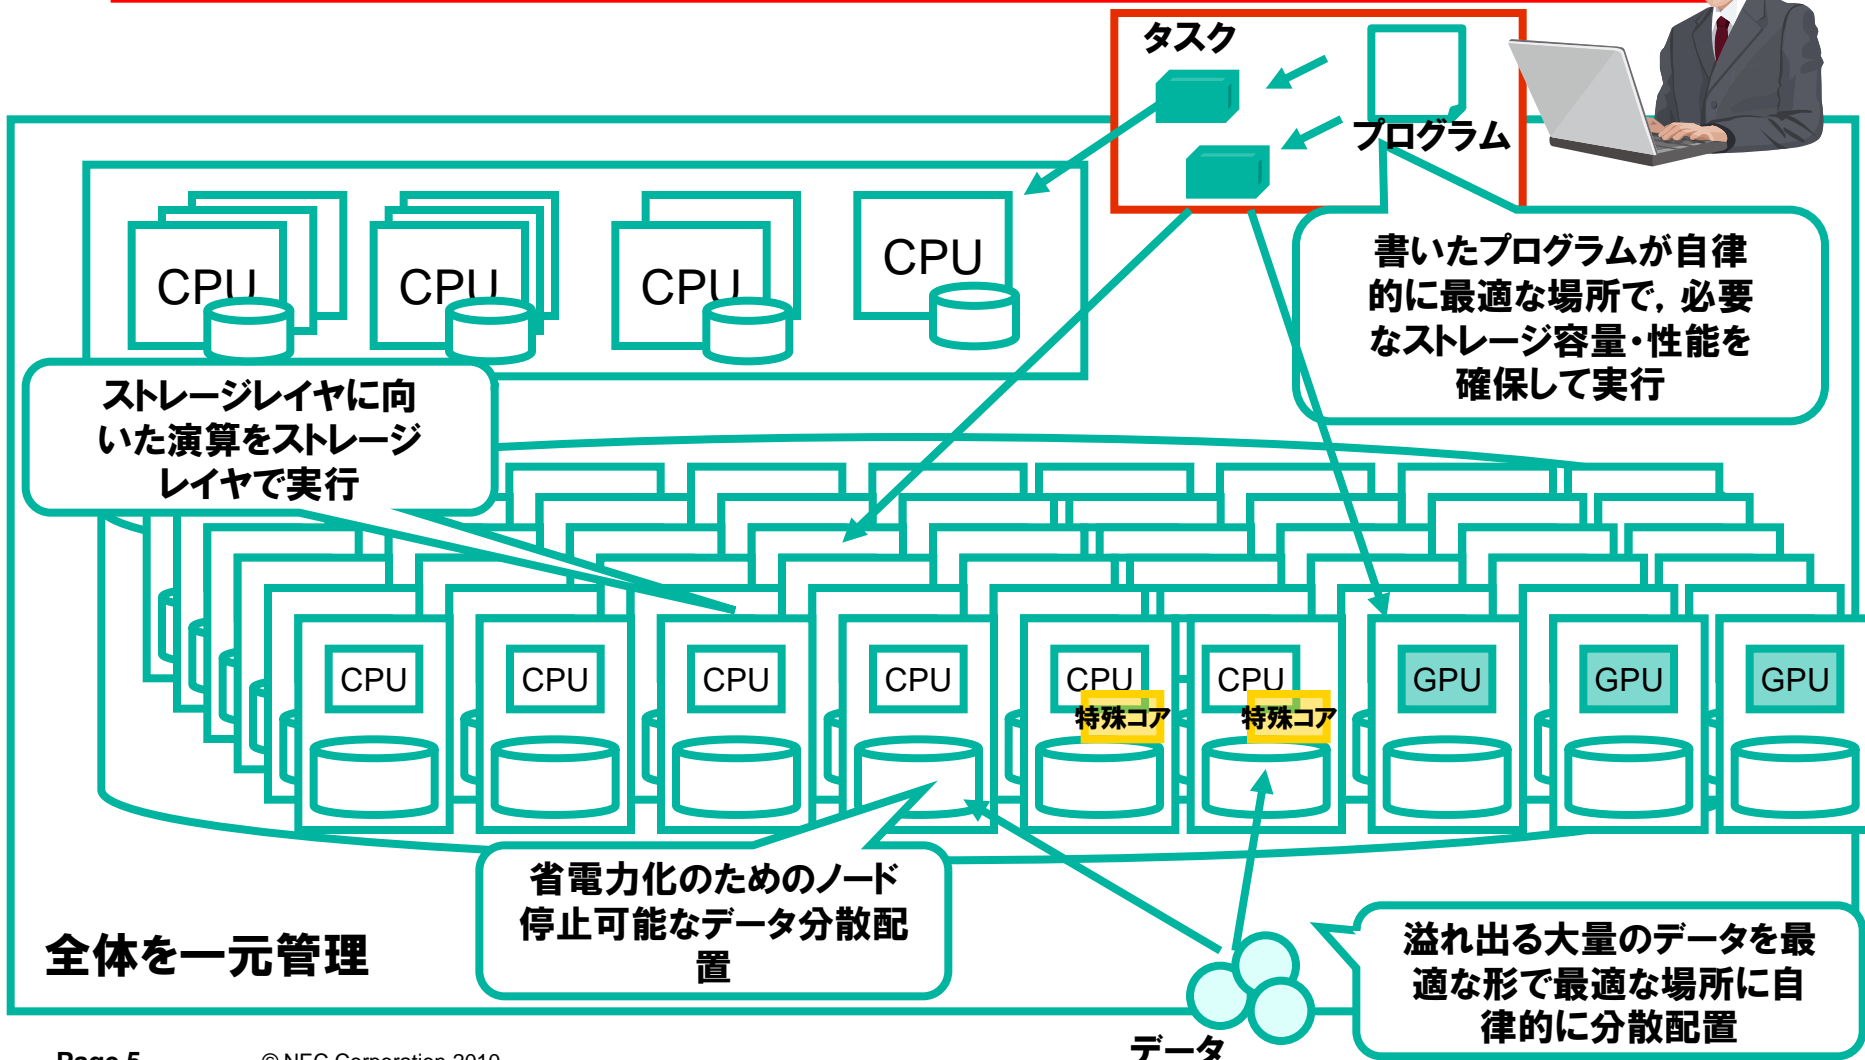 タスク
プログラム
CPU
CPU
CPU
CPU
書いたプログラムが自律
的に最適な場所で，必要
なストレージ容量・性能を
確保して実行
ストレージレイヤに向
いた演算をストレージ
レイヤで実行
CPU
CPU
CPU
CPU
CPU
特殊コア
CPU
特殊コア
GPU
GPU
GPU
省電力化のためのノード
停止可能なデータ分散配
置
全体を一元管理
溢れ出る大量のデータを最
適な形で最適な場所に自
律的に分散配置
データ
Page 5
© NEC Corporation 2010